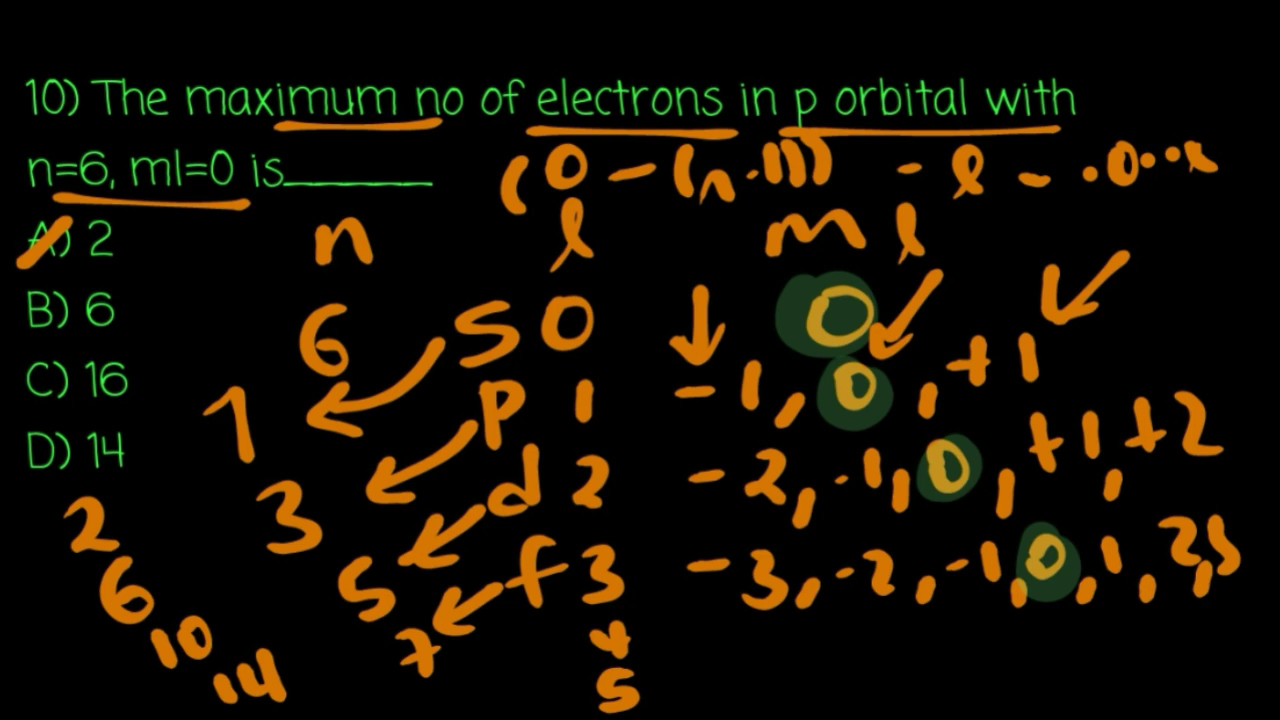 10) The maximum no of electrons in p orbital with
n=6, ml=0 is_______
(0 - (n-1)) - l - ..0..l
A) 2
n l ml
B) 6
6 s 0 0
C) 16
1 p 1 -1, 0, +1
D) 14
3 d 2 -2, -1, 0, +1, +2
2
5 f 3 -3, -2, -1, 0, 1, 2,
6
7 4
10
5
14